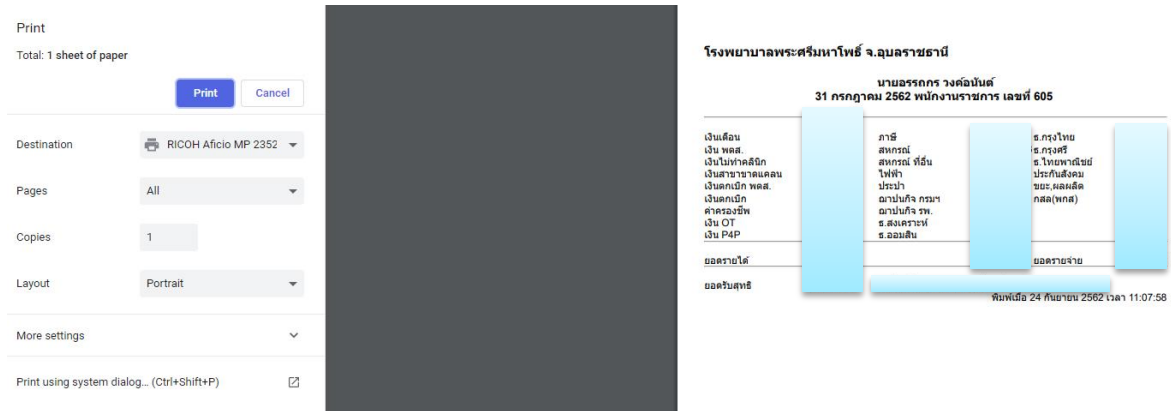 Print
Total: 1 sheet of paper
Print Cancel
Destination RICOH Aficio MP 2352
Pages All
Copies 1
Layout Portrait
More settings
Print using system dialog... (Ctrl+Shift+P)
โรงพยาบาลพระศรีมหาโพธิ์ จ.อุบลราชธานี
นายอรรถกร วงค์อนันต์
31 กรกฎาคม 2562 พนักงานราชการ เลขที่ 605
เงินเดือน ภาษี ธ.กรุงไทย
เงิน พตส. สหกรณ์ ธ.กรุงศรี
เงินไม่ทำคลินิก สหกรณ์ ที่อื่น ธ.ไทยพาณิชย์
เงินสาขาขาดแคลน ไฟฟ้า ประกันสังคม
เงินตกเบิก พตส. ประปา ขยะ,ผลผลิต
เงินตกเบิก ฌาปนกิจ กรมฯ กสล(พกส)
ค่าครองชีพ ฌาปนกิจ รพ.
เงิน OT ธ.สงเคราะห์
เงิน P4P ธ.ออมสิน
ยอดรายได้ ยอดรายจ่าย
ยอดรับสุทธิ
พิมพ์เมื่อ 24 กันยายน 2562 เวลา 11:07:58